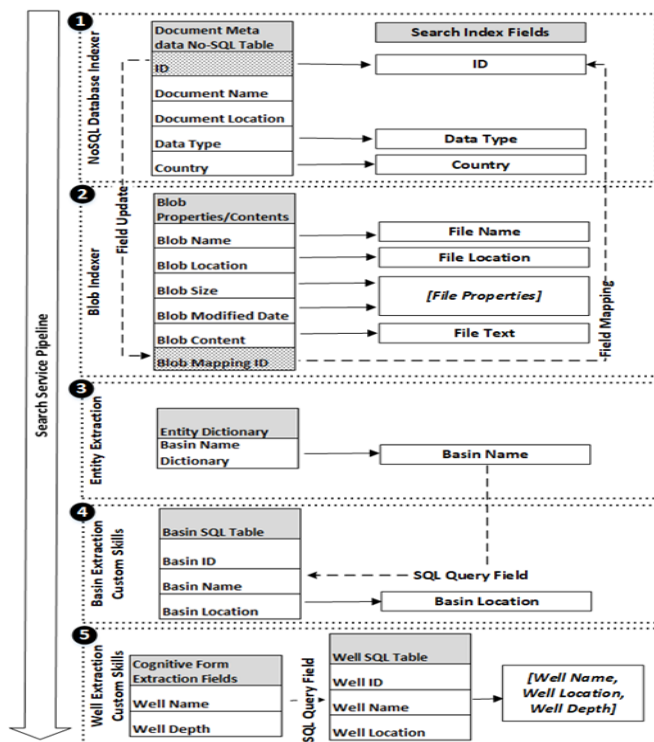 Search Service Pipeline
1
NoSQL Database Indexer
Document Meta
data No-SQL Table
ID
Document Name
Document Location
Data Type
Country
Search Index Fields
ID
Data Type
Country
Field Update
Field Mapping
2
Blob Indexer
Blob
Properties/Contents
Blob Name
Blob Location
Blob Size
Blob Modified Date
Blob Content
Blob Mapping ID
File Name
File Location
[File Properties]
File Text
3
Entity Extraction
Entity Dictionary
Basin Name
Dictionary
Basin Name
4
Basin Extraction
Custom Skills
Basin SQL Table
Basin ID
Basin Name
Basin Location
SQL Query Field
Basin Location
5
Well Extraction
Custom Skills
Cognitive Form
Extraction Fields
Well Name
Well Depth
SQL Query Field
Well SQL Table
Well ID
Well Name
Well Location
[Well Name,
Well Location,
Well Depth]